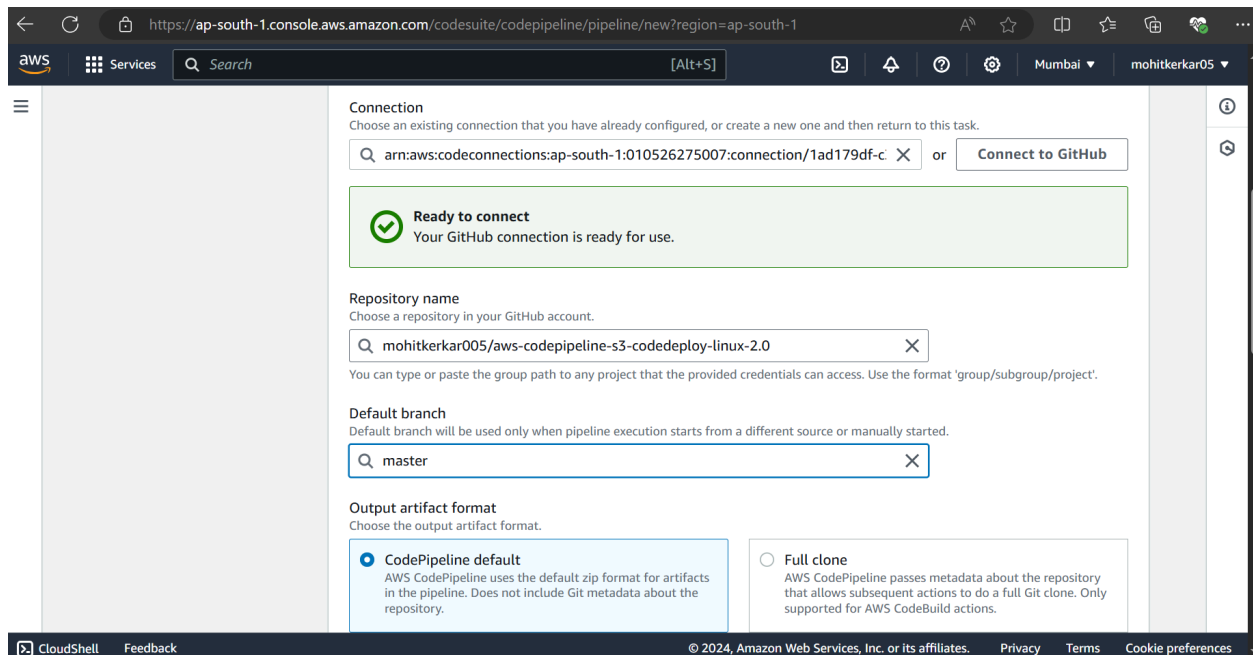 https://ap-south-1.console.aws.amazon.com/codesuite/codepipeline/pipeline/new?region=ap-south-1
aws Services Search [Alt+S] Mumbai mohitkerkar05
Connection
Choose an existing connection that you have already configured, or create a new one and then return to this task.
arn:aws:codeconnections:ap-south-1:010526275007:connection/1ad179df-c or Connect to GitHub
Ready to connect
Your GitHub connection is ready for use.
Repository name
Choose a repository in your GitHub account.
mohitkerkar005/aws-codepipeline-s3-codedeploy-linux-2.0
You can type or paste the group path to any project that the provided credentials can access. Use the format 'group/subgroup/project'.
Default branch
Default branch will be used only when pipeline execution starts from a different source or manually started.
master
Output artifact format
Choose the output artifact format.
CodePipeline default
AWS CodePipeline uses the default zip format for artifacts
in the pipeline. Does not include Git metadata about the
repository.
Full clone
AWS CodePipeline passes metadata about the repository
that allows subsequent actions to do a full Git clone. Only
supported for AWS CodeBuild actions.
CloudShell Feedback © 2024, Amazon Web Services, Inc. or its affiliates. Privacy Terms Cookie preferences